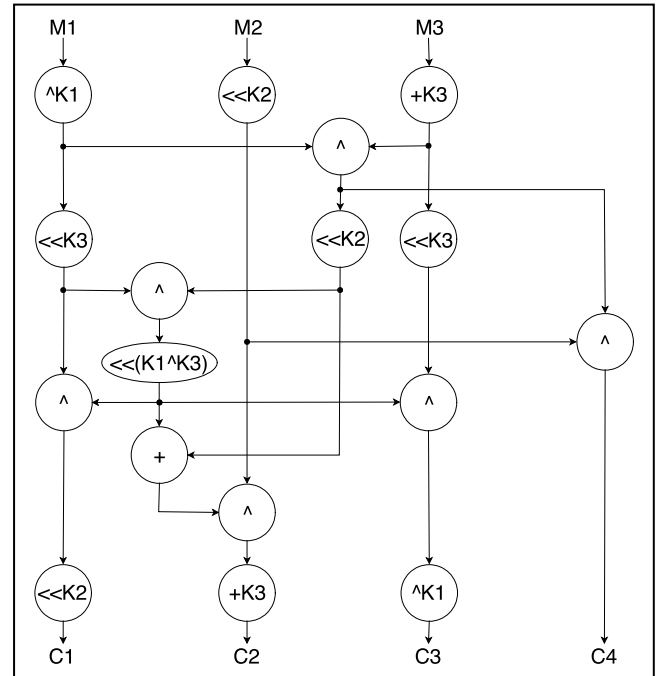 M1 M2 M3
^K1 <<K2 +K3
^
<<K3 <<K2 <<K3
^
^
<<(K1^K3)
^ ^
+
^
<<K2 +K3 ^K1
C1 C2 C3 C4